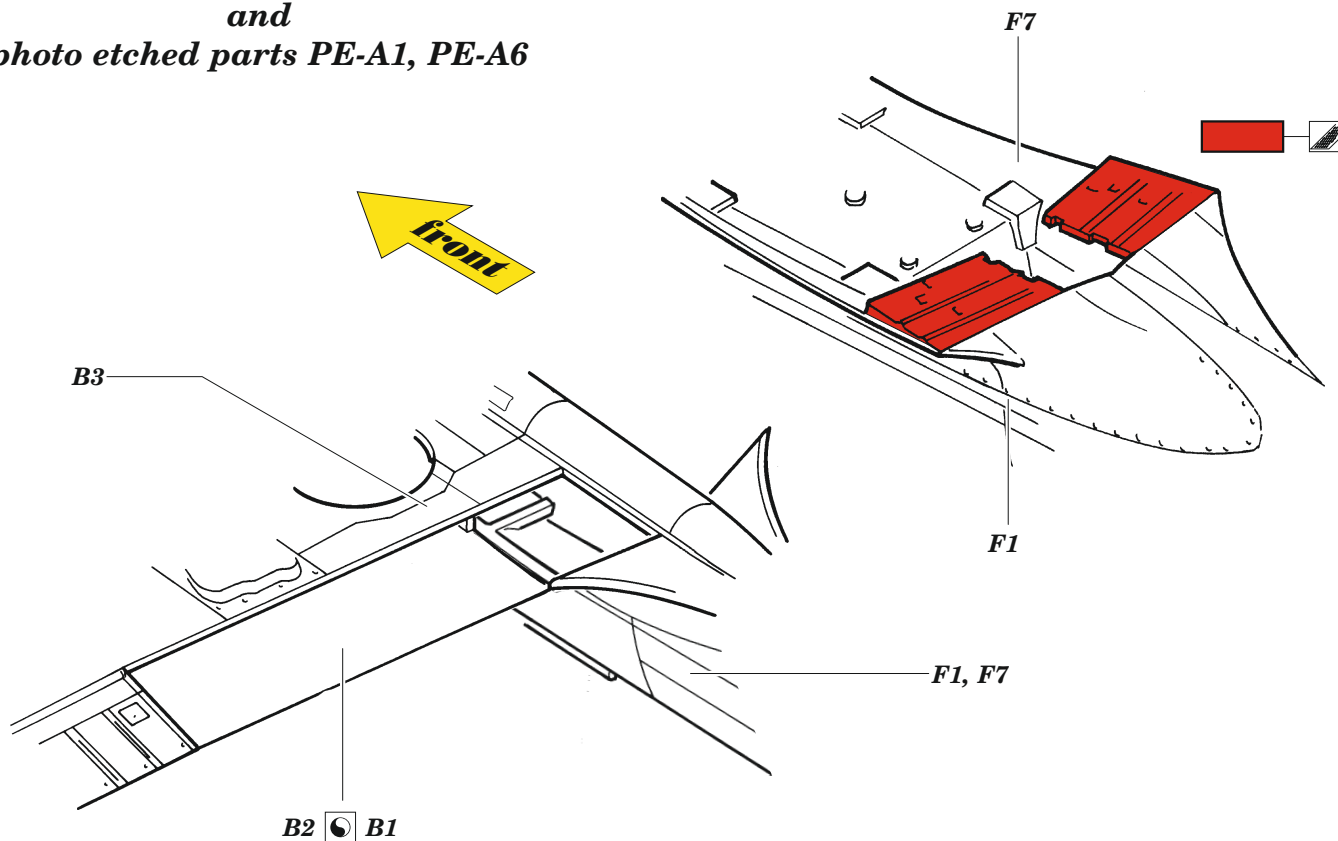 and
photo etched parts PE-A1, PE-A6
F7
front
B3
F1
F1, F7
B2 B1